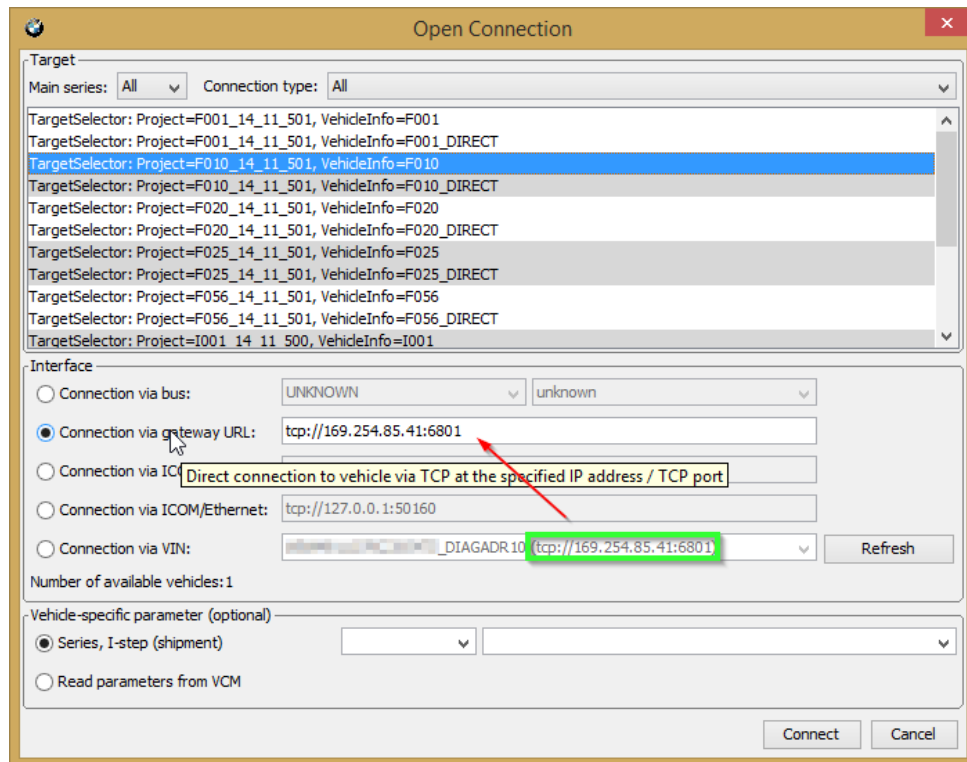 Open Connection
Target
Main series: All Connection type: All
TargetSelector: Project=F001_14_11_501, VehicleInfo=F001
TargetSelector: Project=F001_14_11_501, VehicleInfo=F001_DIRECT
TargetSelector: Project=F010_14_11_501, VehicleInfo=F010
TargetSelector: Project=F010_14_11_501, VehicleInfo=F010_DIRECT
TargetSelector: Project=F020_14_11_501, VehicleInfo=F020
TargetSelector: Project=F020_14_11_501, VehicleInfo=F020_DIRECT
TargetSelector: Project=F025_14_11_501, VehicleInfo=F025
TargetSelector: Project=F025_14_11_501, VehicleInfo=F025_DIRECT
TargetSelector: Project=F056_14_11_501, VehicleInfo=F056
TargetSelector: Project=F056_14_11_501, VehicleInfo=F056_DIRECT
TargetSelector: Project=I001_14_11_500, VehicleInfo=I001
Interface
Connection via bus: UNKNOWN unknown
Connection via gateway URL: tcp://169.254.85.41:6801
Connection via ICO
Direct connection to vehicle via TCP at the specified IP address / TCP port
Connection via ICOM/Ethernet: tcp://127.0.0.1:50160
Connection via VIN: _DIAGADR10 (tcp://169.254.85.41:6801) Refresh
Number of available vehicles:1
Vehicle-specific parameter (optional)
Series, I-step (shipment)
Read parameters from VCM
Connect Cancel